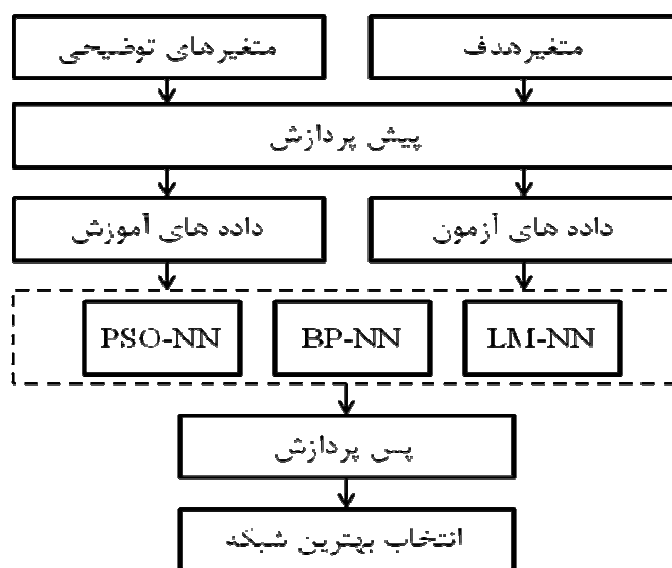 متغیرهدف
متغیرهای توضیحی
پیش پردازش
داده های آزمون
داده های آموزش
PSO-NN
BP-NN
LM-NN
پس پردازش
انتخاب بهترین شبکه